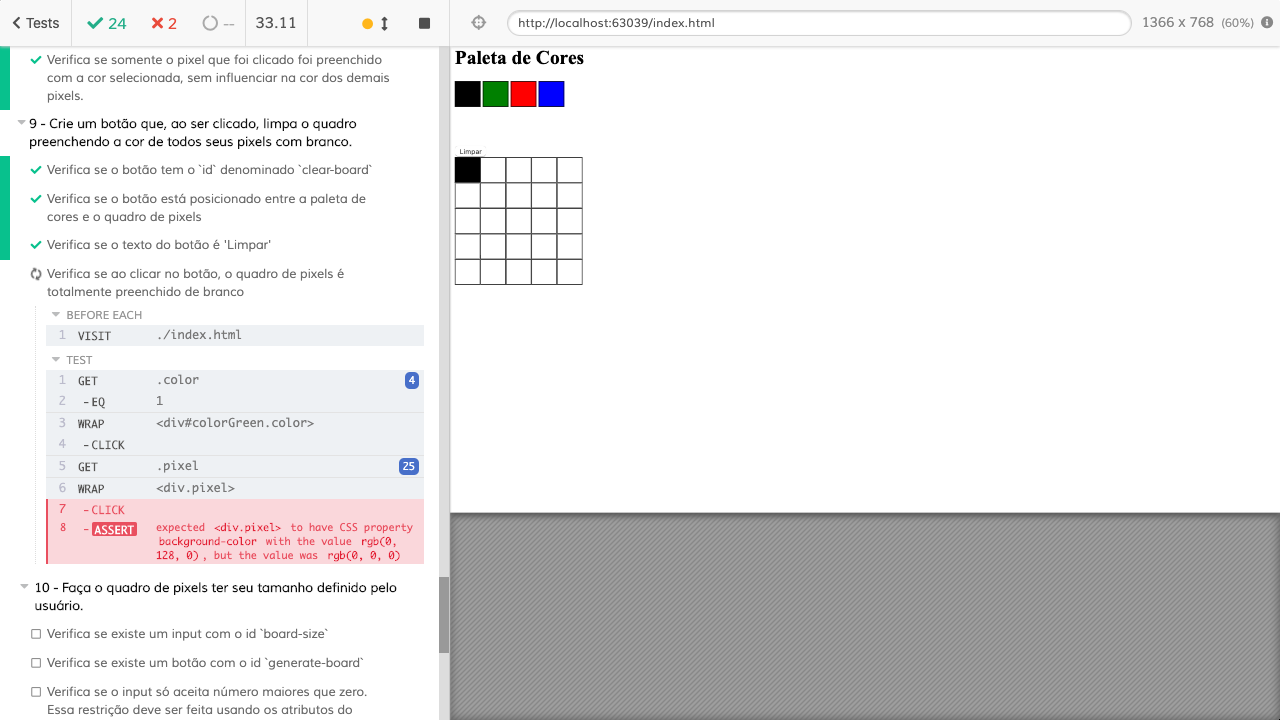 Tests
24
2
--
33.11
http://localhost:63039/index.html
1366 x 768 (60%)
Verifica se somente o pixel que foi clicado foi preenchido
com a cor selecionada, sem influenciar na cor dos demais
pixels.
9 - Crie um botão que, ao ser clicado, limpa o quadro
preenchendo a cor de todos seus pixels com branco.
Verifica se o botão tem o `id` denominado `clear-board`
Verifica se o botão está posicionado entre a paleta de
cores e o quadro de pixels
Verifica se o texto do botão é 'Limpar'
Verifica se ao clicar no botão, o quadro de pixels é
totalmente preenchido de branco
BEFORE EACH
1 VISIT ./index.html
TEST
1 GET .color 4
2 -EQ 1
3 WRAP <div#colorGreen.color>
4 -CLICK
5 GET .pixel 25
6 WRAP <div.pixel>
7 -CLICK
8 -ASSERT expected <div.pixel> to have CSS property
background-color with the value rgb(0,
128, 0), but the value was rgb(0, 0, 0)
10 - Faça o quadro de pixels ter seu tamanho definido pelo
usuário.
Verifica se existe um input com o id `board-size`
Verifica se existe um botão com o id `generate-board`
Verifica se o input só aceita número maiores que zero.
Essa restrição deve ser feita usando os atributos do
Paleta de Cores
Limpar